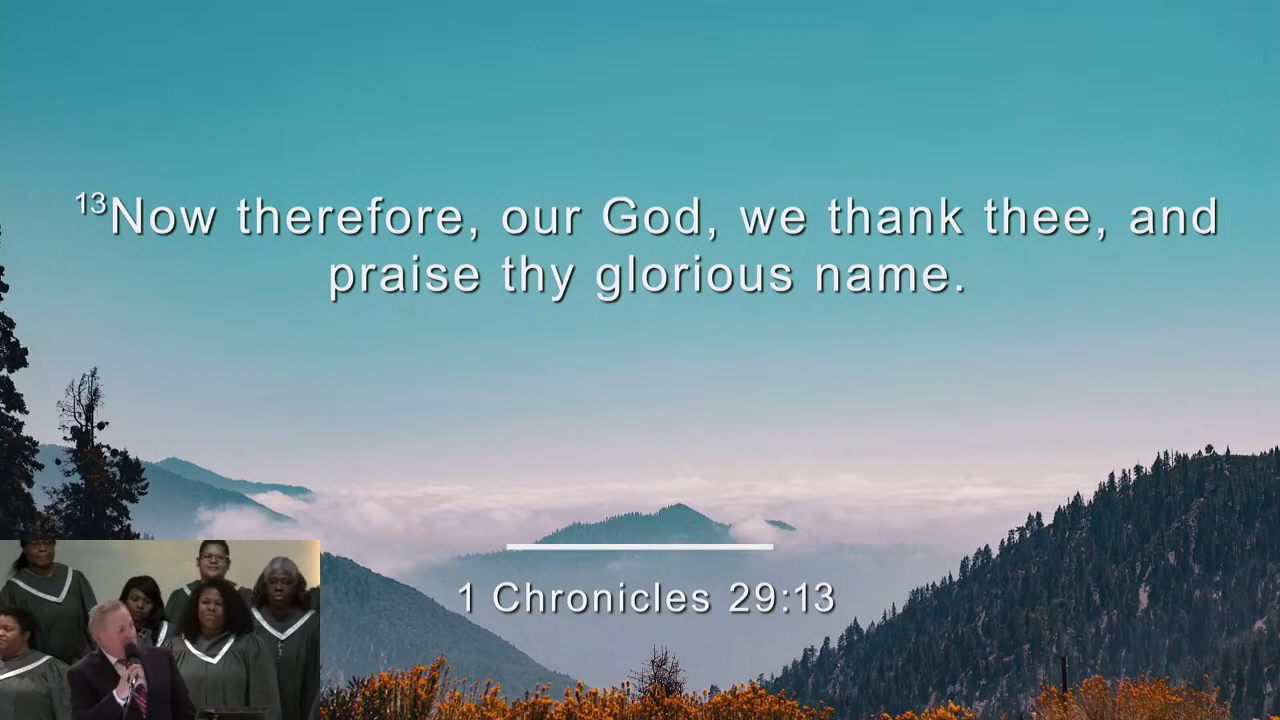 13Now therefore, our God, we thank thee, and
praise thy glorious name.
1 Chronicles 29:13